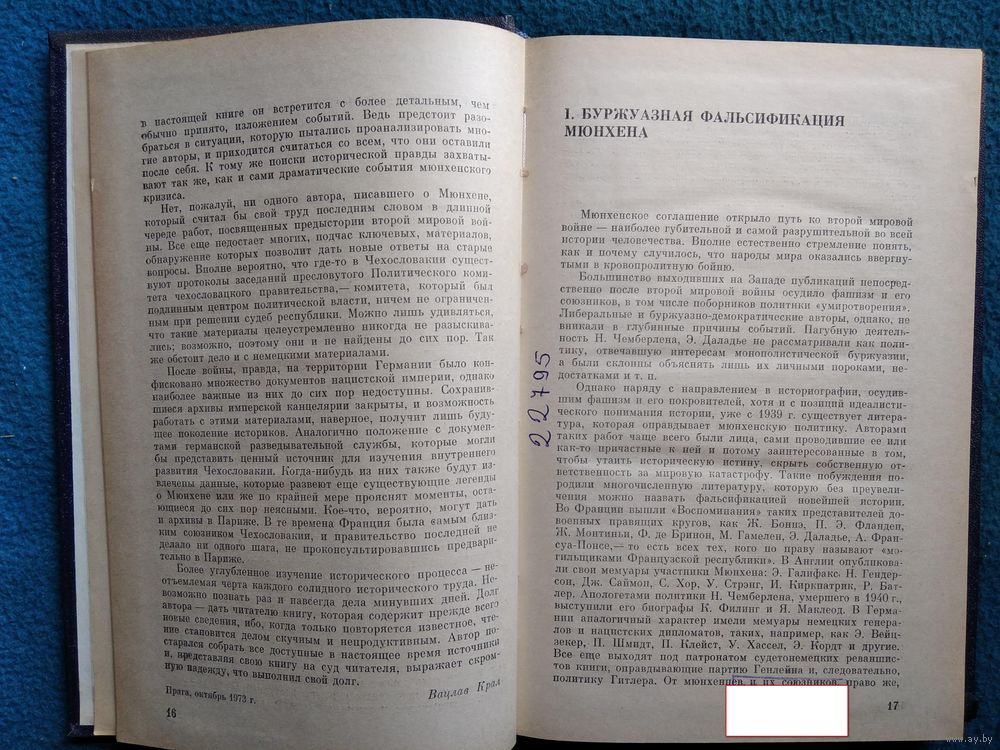 в настоящей книге он встретится с более детальным, чем
обычно принято, изложением событий. Ведь предстоит разо-
браться в ситуации, которую пытались проанализировать мно-
гие авторы, и приходится считаться со всем, что они оставили
после себя. К тому же поиски исторической правды захваты-
вают так же, как и сами драматические события мюнхенского
кризиса.
Нет, пожалуй, ни одного автора, писавшего о Мюнхене,
который считал бы свой труд последним словом в длинной
череде работ, посвященных предыстории второй мировой вой-
ны. Все еще недостает многих, подчас ключевых, материалов,
обнаружение которых позволит дать новые ответы на старые
вопросы. Вполне вероятно, что где-то в Чехословакии сущест-
вуют протоколы заседаний пресловутого Политического коми-
тета чехословацкого правительства,— комитета, который был
подлинным центром политической власти, ничем не ограничен-
ным при решении судеб республики. Можно лишь удивляться,
что такие материалы целеустремленно никогда не разыскива-
лись; возможно, поэтому они и не найдены до сих пор. Так
же обстоит дело и с немецкими материалами.
После войны, правда, на территории Германии было кон-
фисковано множество документов нацистской империи, однако
наиболее важные из них до сих пор недоступны. Сохранив-
шиеся архивы имперской канцелярии закрыты, и возможность
работать с этими материалами, наверное, получит лишь буду-
щее поколение историков. Аналогично положение с докумен-
тами германской разведывательной службы, которые могли
бы представить ценный источник для изучения внутреннего
развития Чехословакии. Когда-нибудь из них также будут из-
влечены данные, которые развеют еще существующие легенды
о Мюнхене или же по крайней мере прояснят моменты, оста-
ющиеся до сих пор неясными. Кое-что, вероятно, могут дать
и архивы в Париже. В те времена Франция была самым близ-
ким союзником Чехословакии, и правительство последней не
делало ни одного шага, не проконсультировавшись предвари-
тельно в Париже.
Более углубленное изучение исторического процесса — не-
отъемлемая черта каждого солидного исторического труда. Не-
возможно познать раз и навсегда дела минувших дней. Долг
автора — дать читателю книгу, которая содержит прежде всего
новые сведения, ибо, когда только повторяется известное, чте-
ние становится делом скучным и непродуктивным. Автор по-
старался собрать все доступные в настоящее время источники
и, представляя свою книгу на суд читателя, выражает скром-
ную надежду, что выполнил свой долг.
Вацлав Крал
Прага, октябрь 1973 г.
16
I. БУРЖУАЗНАЯ ФАЛЬСИФИКАЦИЯ
МЮНХЕНА
Мюнхенское соглашение открыло путь ко второй мировой
войне — наиболее губительной и самой разрушительной во всей
истории человечества. Вполне естественно стремление понять,
как и почему случилось, что народы мира оказались ввергну-
тыми в кровопролитную бойню.
Большинство выходивших на Западе публикаций непосред-
ственно после второй мировой войны осудило фашизм и его
союзников, в том числе поборников политики «умиротворения».
Либеральные и буржуазно-демократические авторы, однако, не
вникали в глубинные причины событий. Пагубную деятель-
ность Н. Чемберлена, Э. Даладье не рассматривали как поли-
тику, отвечавшую интересам монополистической буржуазии,
а были склонны объяснять лишь их личными пороками, не-
достатками и т. п.
Однако наряду с направлением в историографии, осудив-
шим фашизм и его покровителей, хотя и с позиций идеалисти-
ческого понимания истории, уже с 1939 г. существует литера-
тура, которая оправдывает мюнхенскую политику. Авторами
таких работ чаще всего были лица, сами проводившие ее или
как-то причастные к ней и потому заинтересованные в том,
чтобы утаить историческую истину, скрыть собственную от-
ветственность за мировую катастрофу. Такие побуждения по-
родили многочисленную литературу, которую без преувели-
чения можно назвать фальсификацией новейшей истории.
Во Франции вышли «Воспоминания» таких представителей до-
военных правящих кругов, как Ж. Боннэ, П. Э. Фланден,
Ж. Монтиньи, Ф. де Бринон, М. Гамелен, Э. Даладье, А. Фран-
суа-Понсе,— то есть всех тех, кого по праву называют «мо-
гильщиками Французской республики». В Англии опубликова-
ли свои мемуары участники Мюнхена: Э. Галифакс, Н. Гендер-
сон, Дж. Саймон, С. Хор, У. Стрэнг, И. Киркпатрик, Р. Бат-
лер. Апологетами политики Н. Чемберлена, умершего в 1940 г.,
выступили его биографы К. Филинг и Я. Маклеод. В Герма-
нии аналогичный характер имели мемуары немецких генера-
лов и нацистских дипломатов, таких, например, как Э. Вейц-
зекер, П. Шмидт, П. Клейст, У. Хассел, Э. Кордт и другие.
Все еще выходят под патронатом судетонемецких реваншис-
тов книги, оправдывающие партию Генлейна и, следовательно,
политику Гитлера. От мюнхенцев и их союзников, право же,
17
22795
www.ay.by